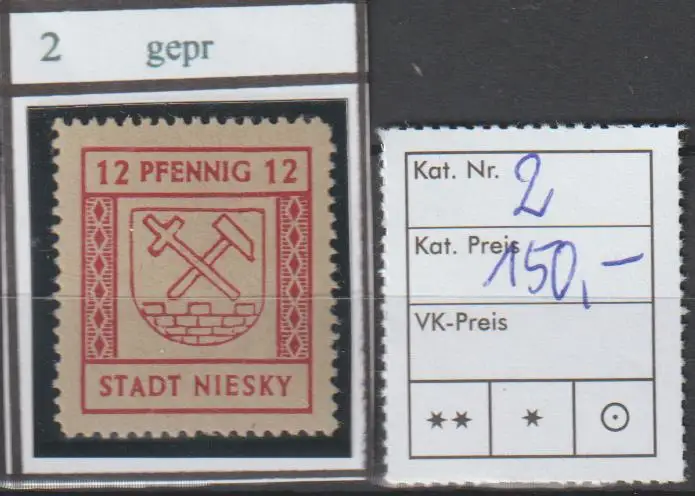 2 gepr
12 PFENNIG 12
STADT NIESKY
Kat. Nr. 2
Kat. Preis 150,-
VK-Preis